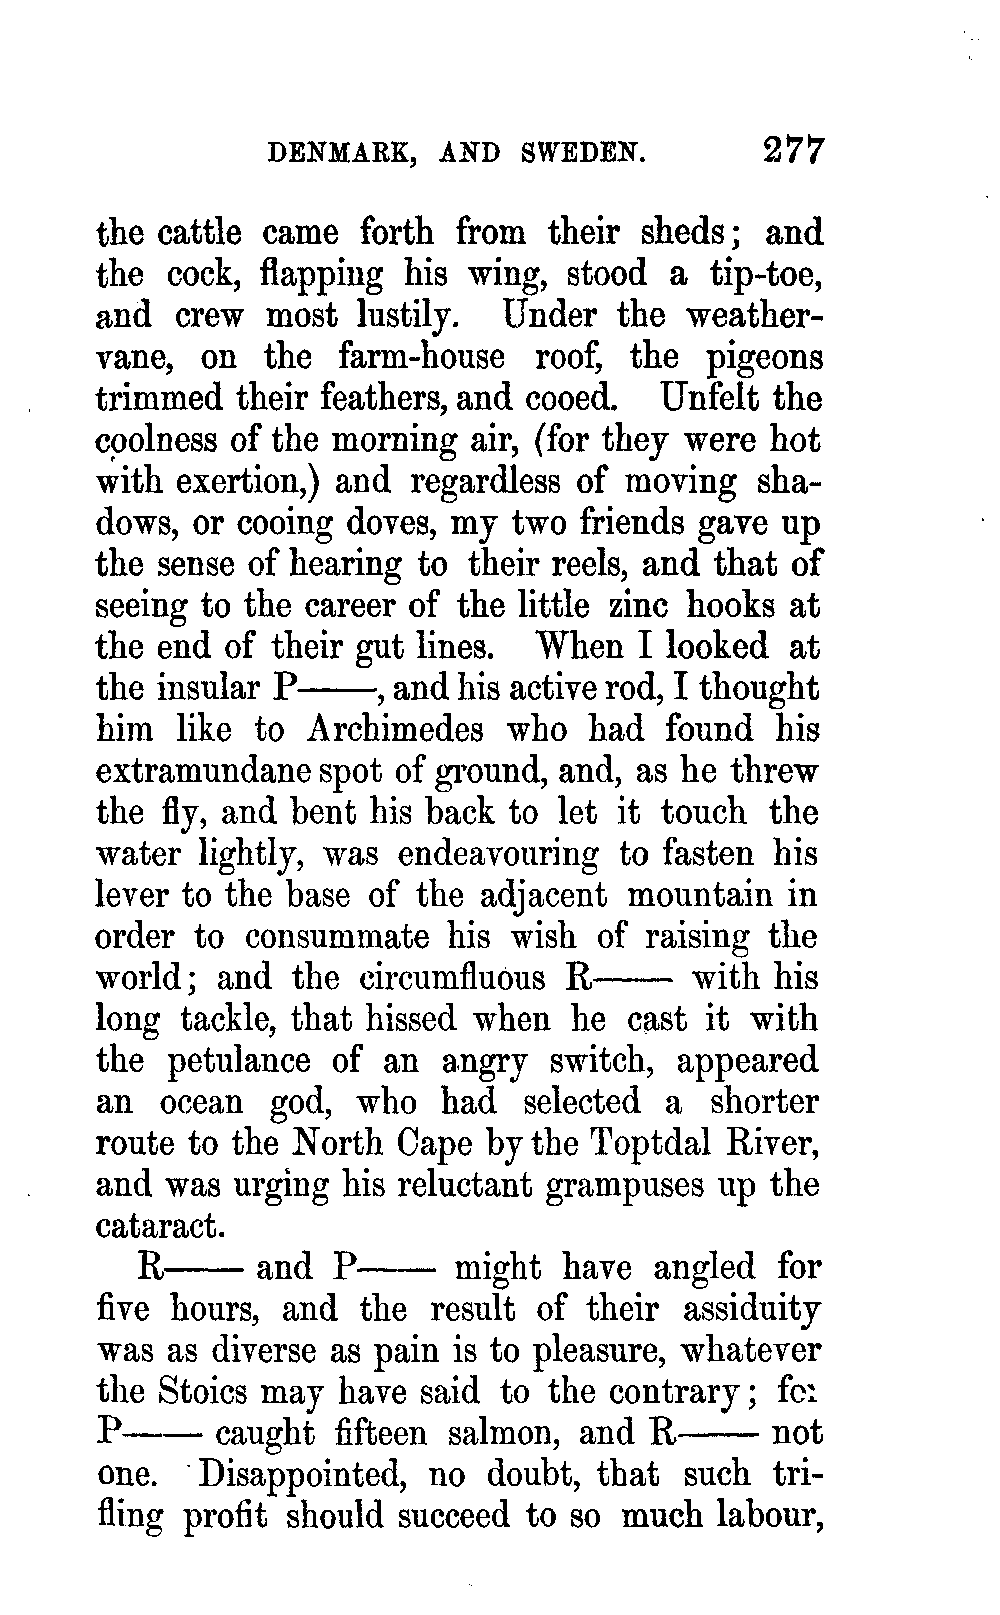 DENMARK, AND SWEDEN. 277
the cattle came forth from their sheds; and
the cock, flapping his wing, stood a tip-toe,
and crew most lustily. Under the weather-
vane, on the farm-house roof, the pigeons
trimmed their feathers, and cooed. Unfelt the
coolness of the morning air, (for they were hot
with exertion,) and regardless of moving sha-
dows, or cooing doves, my two friends gave up
the sense of hearing to their reels, and that of
seeing to the career of the little zinc hooks at
the end of their gut lines. When I looked at
the insular P——, and his active rod, I thought
him like to Archimedes who had found his
extramundane spot of ground, and, as he threw
the fly, and bent his back to let it touch the
water lightly, was endeavouring to fasten his
lever to the base of the adjacent mountain in
order to consummate his wish of raising the
world; and the circumfluous R—— with his
long tackle, that hissed when he cast it with
the petulance of an angry switch, appeared
an ocean god, who had selected a shorter
route to the North Cape by the Toptdal River,
and was urging his reluctant grampuses up the
cataract.
R—— and P—— might have angled for
five hours, and the result of their assiduity
was as diverse as pain is to pleasure, whatever
the Stoics may have said to the contrary; for
P—— caught fifteen salmon, and R—— not
one. Disappointed, no doubt, that such tri-
fling profit should succeed to so much labour,